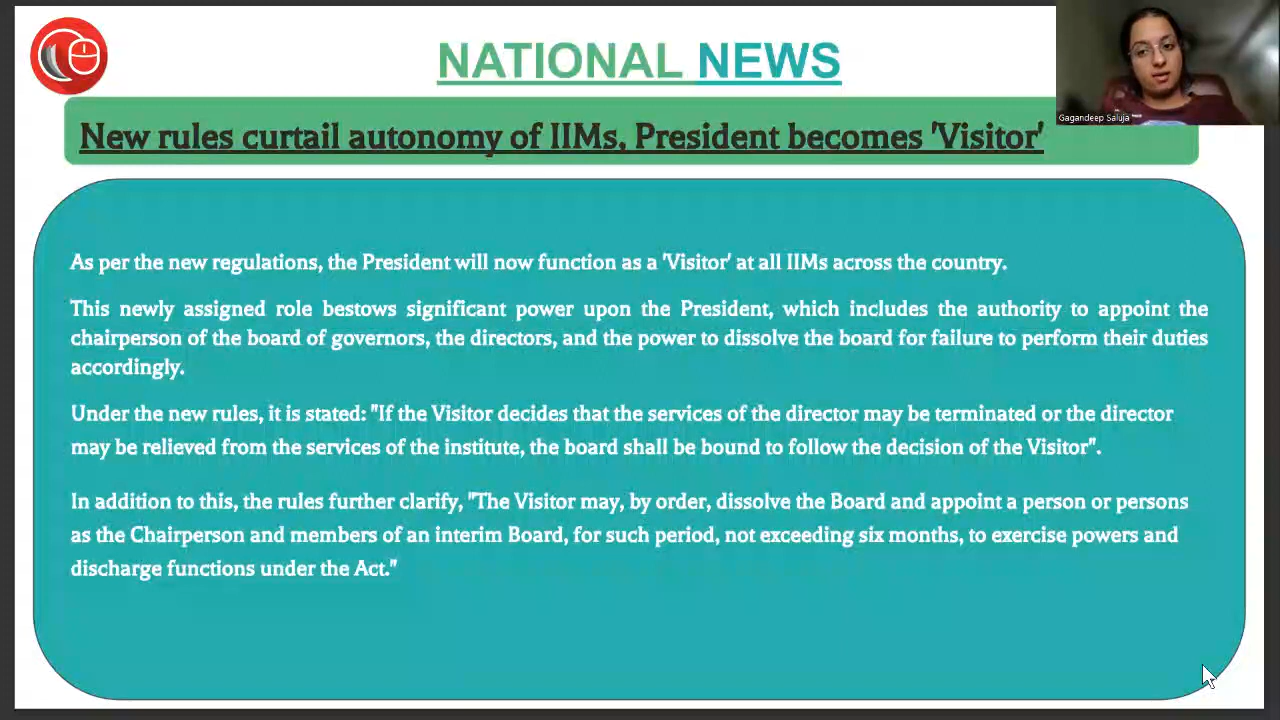 NATIONAL NEWS
Gagandeep Saluja
New rules curtail autonomy of IIMs, President becomes 'Visitor'
As per the new regulations, the President will now function as a 'Visitor' at all IIMs across the country.
This newly assigned role bestows significant power upon the President, which includes the authority to appoint the
chairperson of the board of governors, the directors, and the power to dissolve the board for failure to perform their duties
accordingly.
Under the new rules, it is stated: "If the Visitor decides that the services of the director may be terminated or the director
may be relieved from the services of the institute, the board shall be bound to follow the decision of the Visitor".
In addition to this, the rules further clarify, "The Visitor may, by order, dissolve the Board and appoint a person or persons
as the Chairperson and members of an interim Board, for such period, not exceeding six months, to exercise powers and
discharge functions under the Act."